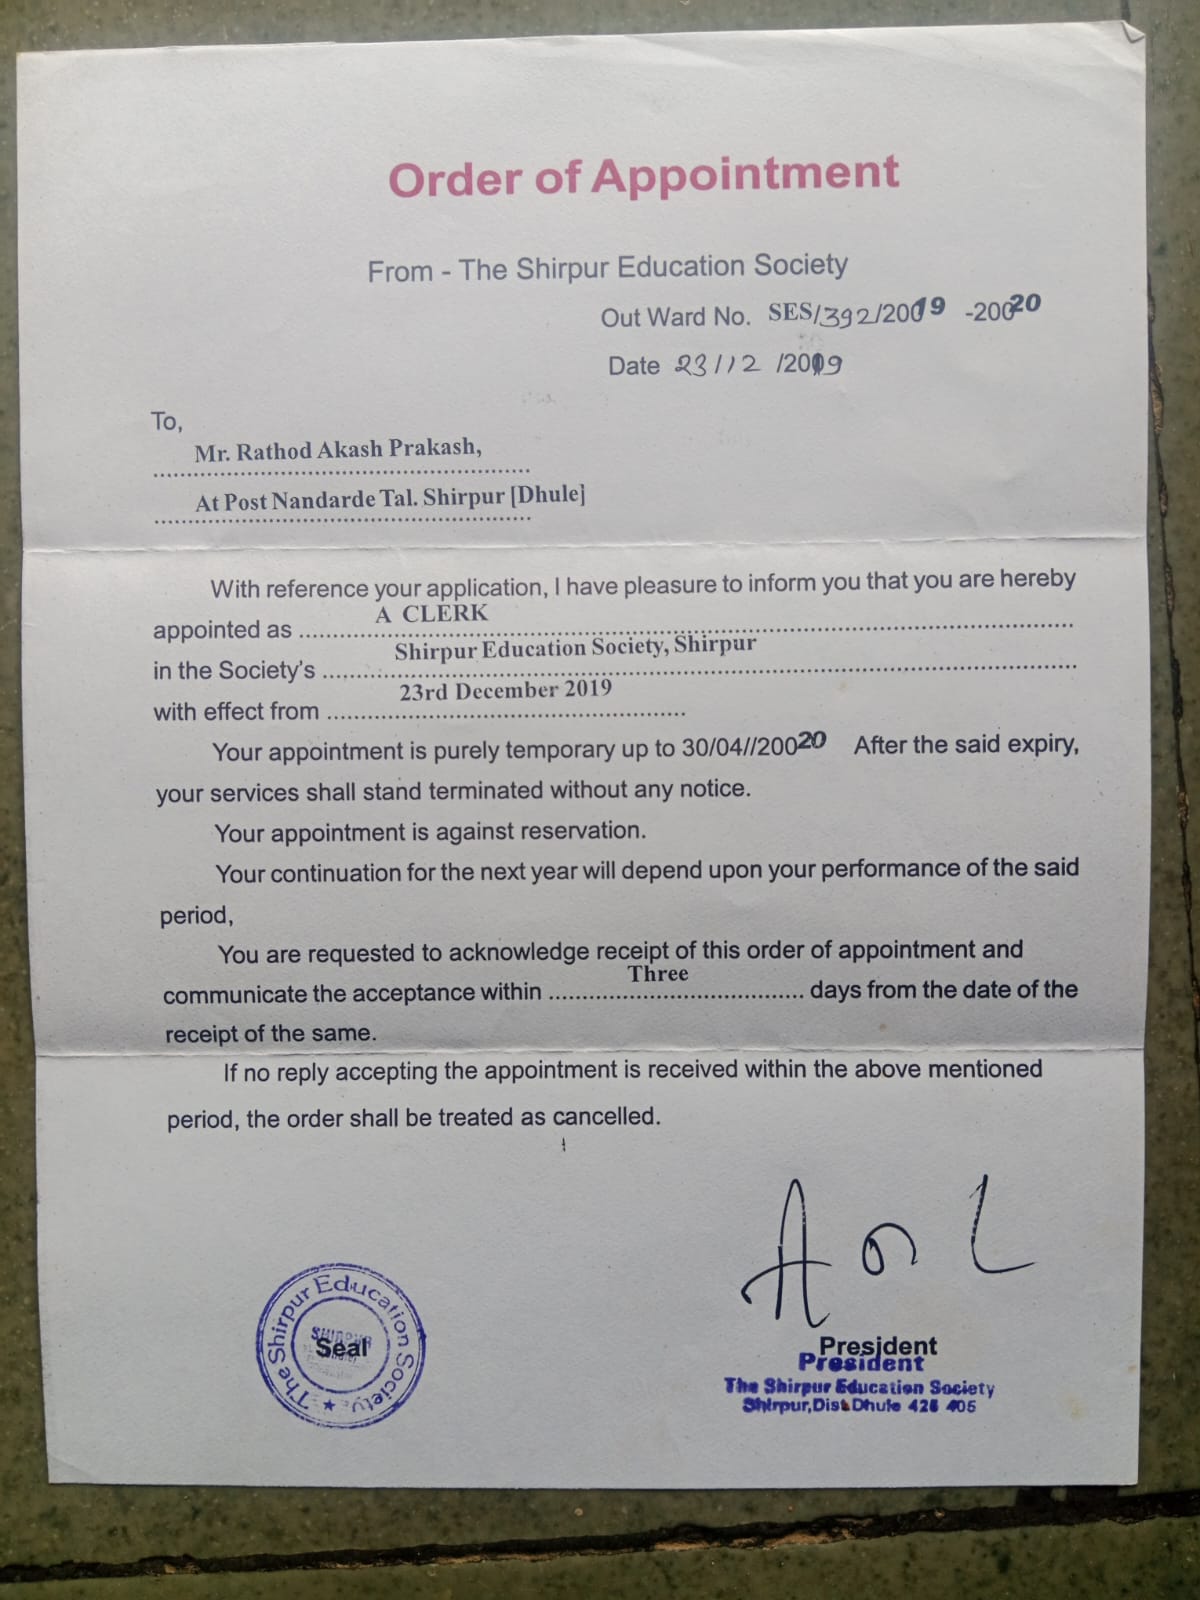 Order of Appointment
From - The Shirpur Education Society
Out Ward No. SES/392/20019 -20020
Date 23/12 /2019
To,
Mr. Rathod Akash Prakash,
At Post Nandarde Tal. Shirpur [Dhule]
With reference your application, I have pleasure to inform you that you are hereby
appointed as A CLERK
in the Society's Shirpur Education Society, Shirpur
with effect from 23rd December 2019
Your appointment is purely temporary up to 30/04//20020 After the said expiry,
your services shall stand terminated without any notice.
Your appointment is against reservation.
Your continuation for the next year will depend upon your performance of the said
period,
You are requested to acknowledge receipt of this order of appointment and
communicate the acceptance within Three days from the date of the
receipt of the same.
If no reply accepting the appointment is received within the above mentioned
period, the order shall be treated as cancelled.
The Shirpur Education Society
SHIRPUR
Seal
President
President
The Shirpur Education Society
Shirpur, Dist. Dhule 425 405